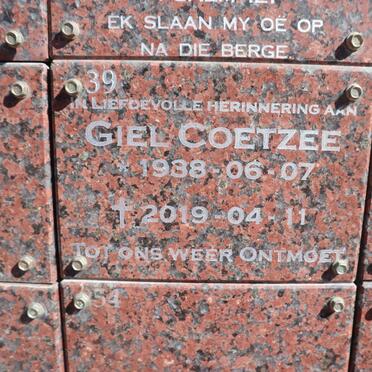 EK SLAAN MY OË OP
NA DIE BERGE
39
IN LIEFDEVOLLE HERINNERING AAN
GIEL COETZEE
* 1938-06-07
† 2019-04-11
TOT ONS WEER ONTMOET
54